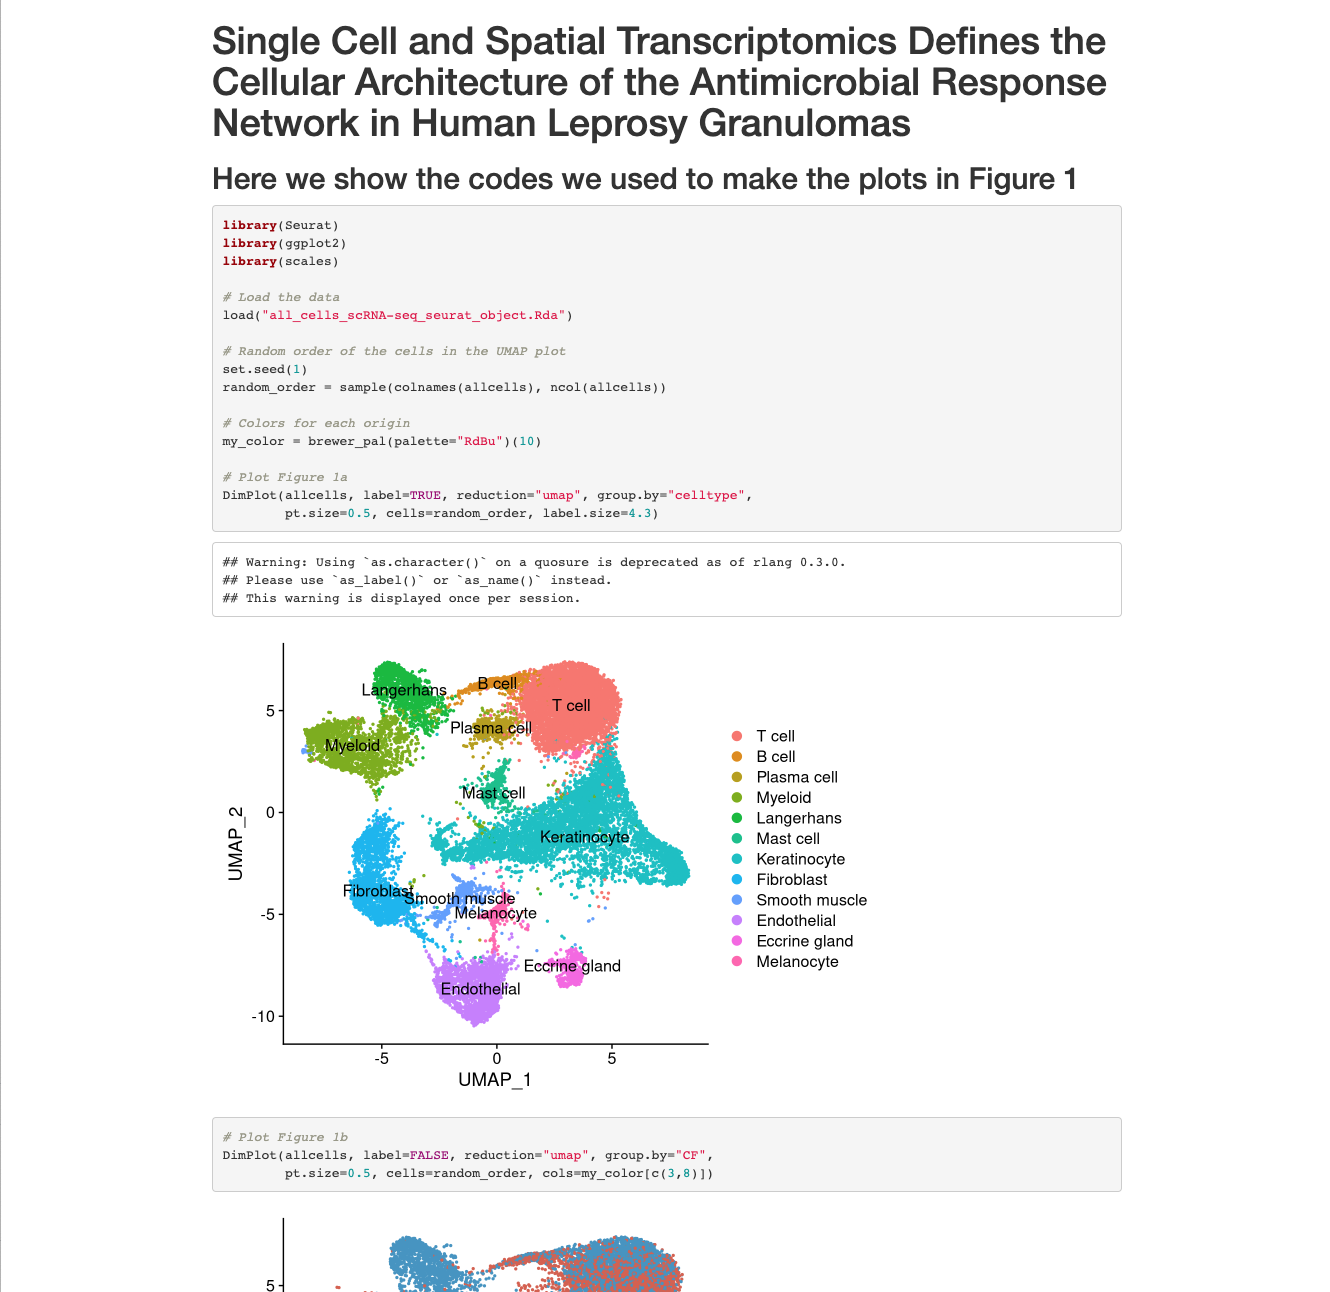 Single Cell and Spatial Transcriptomics Defines the
Cellular Architecture of the Antimicrobial Response
Network in Human Leprosy Granulomas
Here we show the codes we used to make the plots in Figure 1
library(Seurat)
library(ggplot2)
library(scales)
# Load the data
load("all_cells_scRNA-seq_seurat_object.Rda")
# Random order of the cells in the UMAP plot
set.seed(1)
random_order = sample(colnames(allcells), ncol(allcells))
# Colors for each origin
my_color = brewer_pal(palette="RdBu")(10)
# Plot Figure 1a
DimPlot(allcells, label=TRUE, reduction="umap", group.by="celltype",
        pt.size=0.5, cells=random_order, label.size=4.3)
## Warning: Using `as.character()` on a quosure is deprecated as of rlang 0.3.0.
## Please use `as_label()` or `as_name()` instead.
## This warning is displayed once per session.
Langerhans
B cell
T cell
Plasma cell
Myeloid
Mast cell
Keratinocyte
Fibroblast
Smooth muscle
Melanocyte
Eccrine gland
Endothelial
5
0
-5
-10
UMAP_2
-5 0 5
UMAP_1
T cell
B cell
Plasma cell
Myeloid
Langerhans
Mast cell
Keratinocyte
Fibroblast
Smooth muscle
Endothelial
Eccrine gland
Melanocyte
# Plot Figure 1b
DimPlot(allcells, label=FALSE, reduction="umap", group.by="CF",
        pt.size=0.5, cells=random_order, cols=my_color[c(3,8)])
5